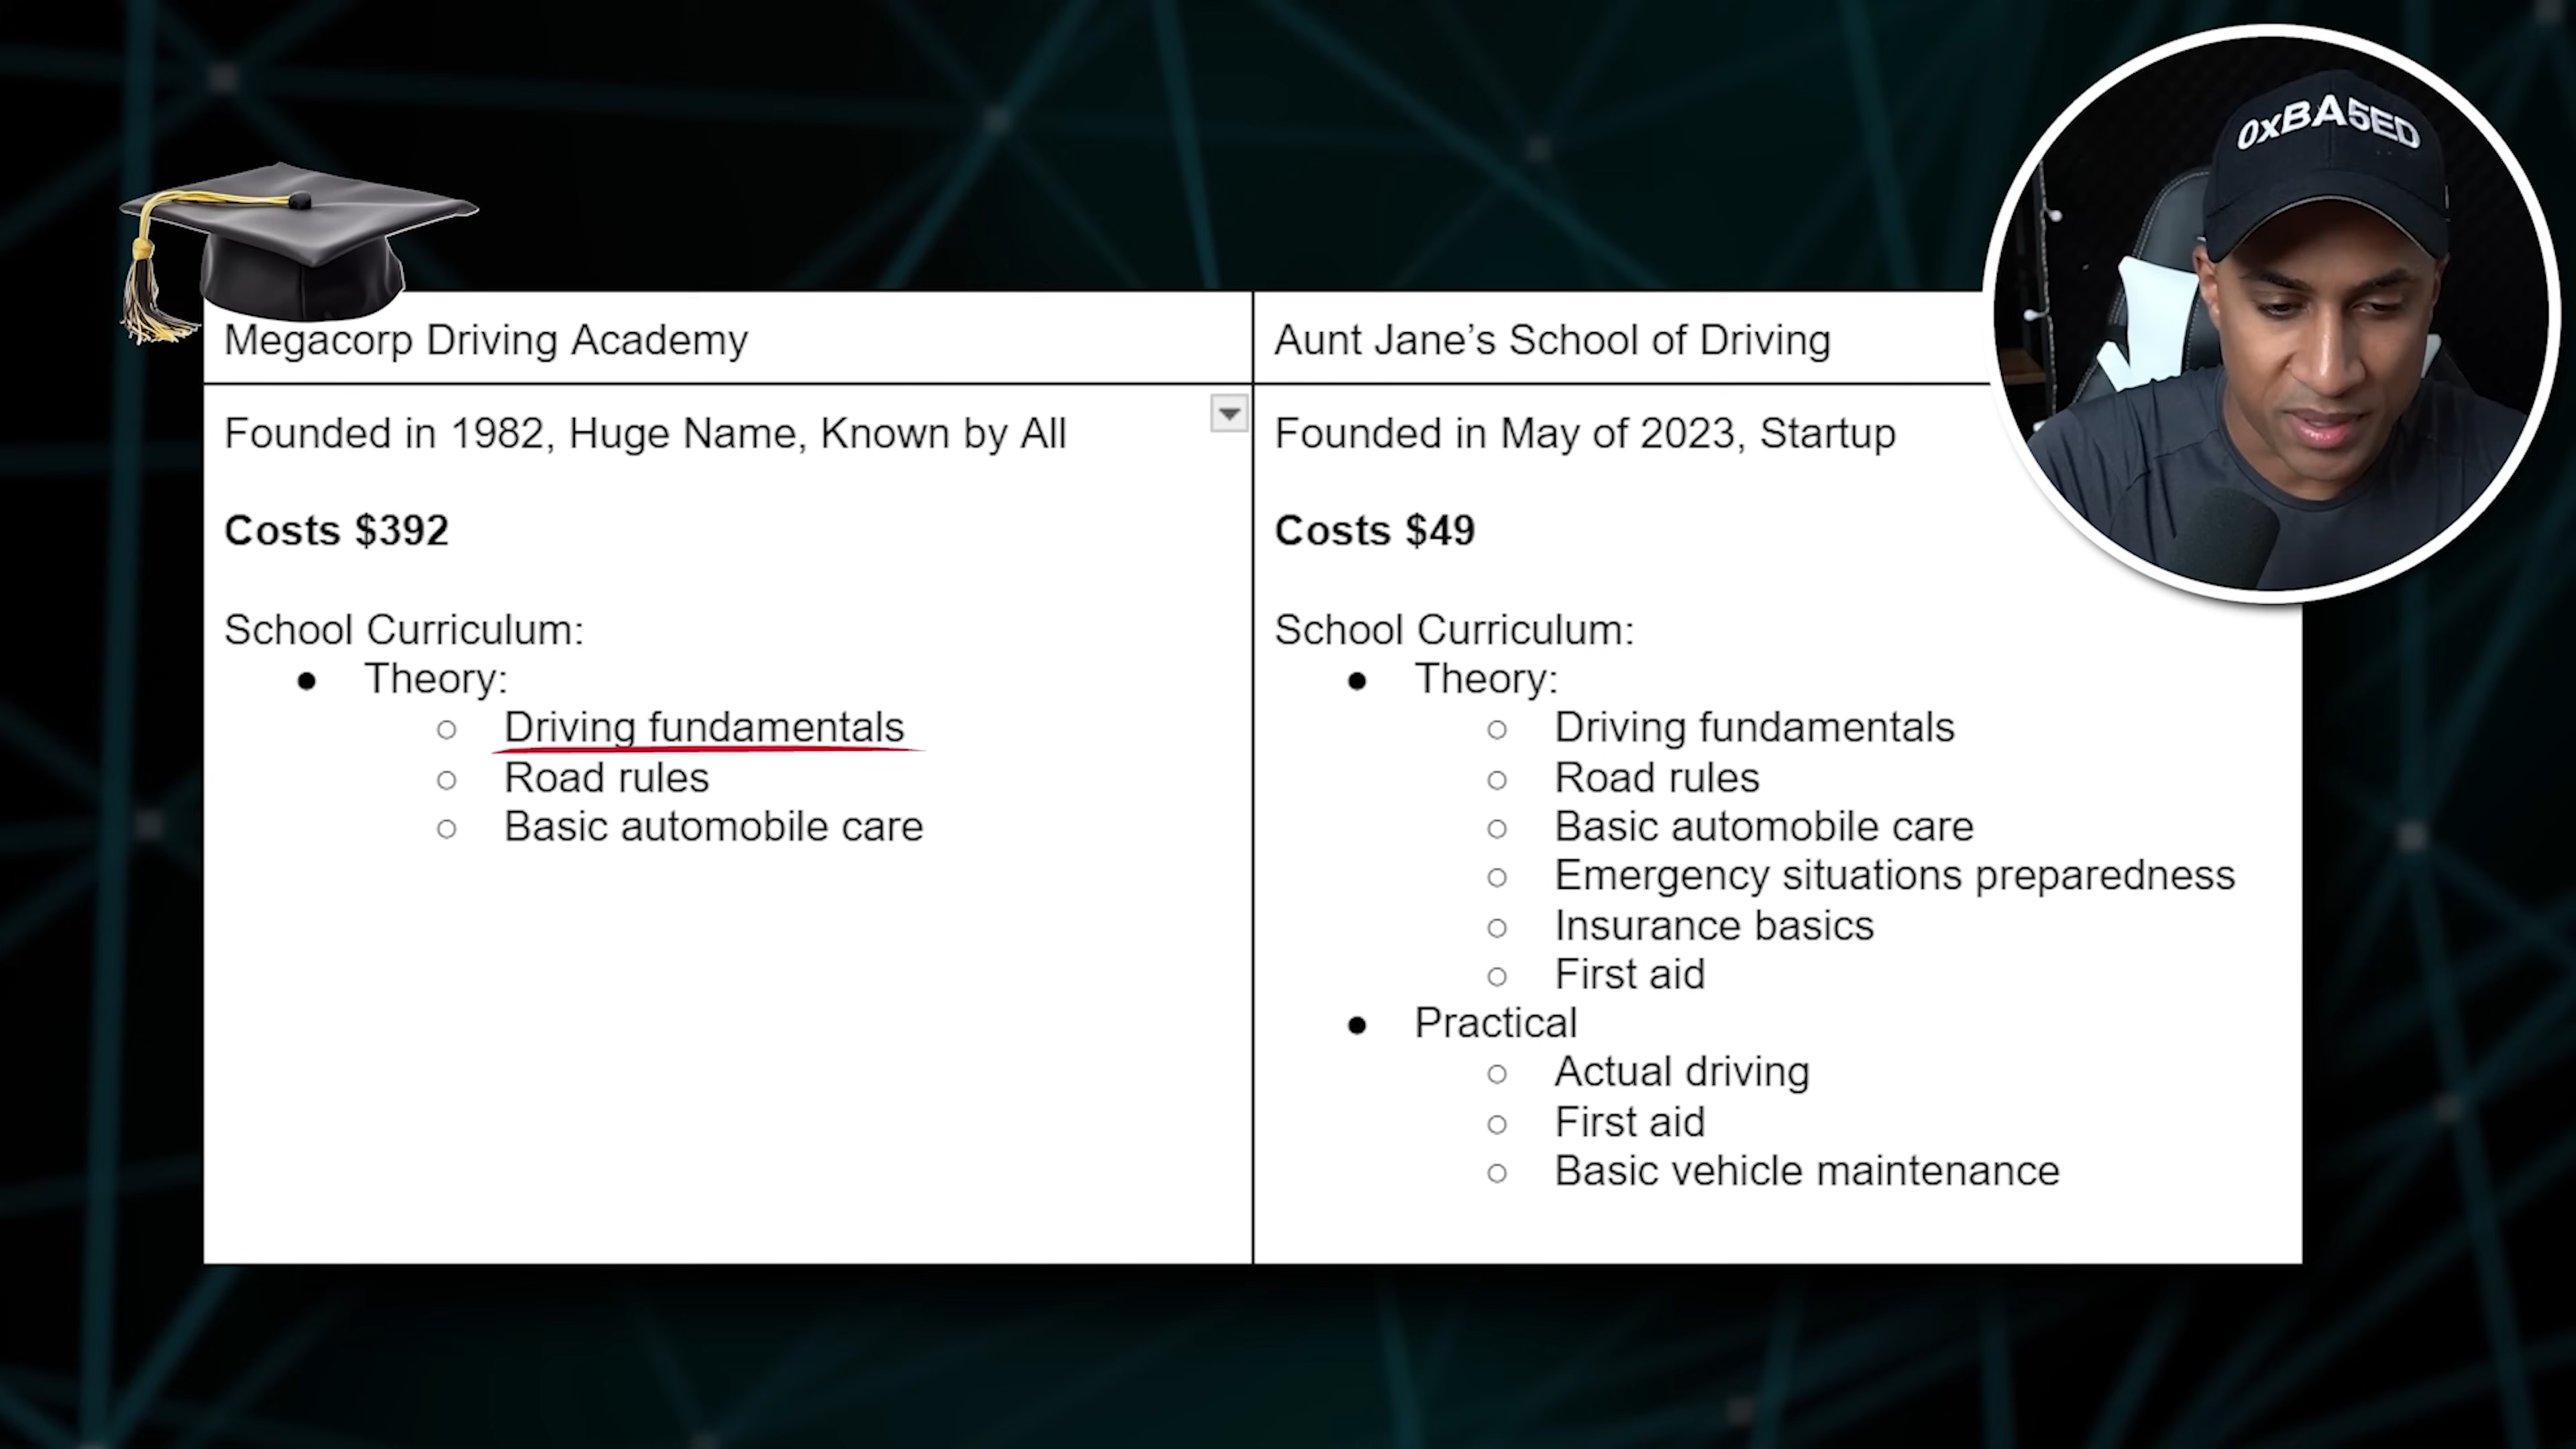 0xBA5ED
Megacorp Driving Academy
Founded in 1982, Huge Name, Known by All
Costs $392
School Curriculum:
● Theory:
○ Driving fundamentals
○ Road rules
○ Basic automobile care
Aunt Jane’s School of Driving
Founded in May of 2023, Startup
Costs $49
School Curriculum:
● Theory:
○ Driving fundamentals
○ Road rules
○ Basic automobile care
○ Emergency situations preparedness
○ Insurance basics
○ First aid
● Practical
○ Actual driving
○ First aid
○ Basic vehicle maintenance